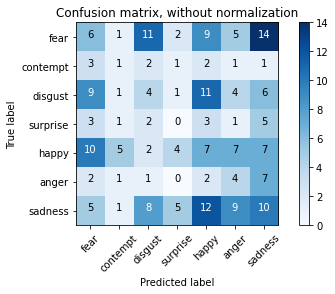 Confusion matrix, without normalization
True label
fear 6 1 11 2 9 5 14
contempt 3 1 2 1 2 1 1
disgust 9 1 4 1 11 4 6
surprise 3 1 2 0 3 1 5
happy 10 5 2 4 7 7 7
anger 2 1 1 0 2 4 7
sadness 5 1 8 5 12 9 10
fear contempt disgust surprise happy anger sadness
Predicted label
14
12
10
8
6
4
2
0